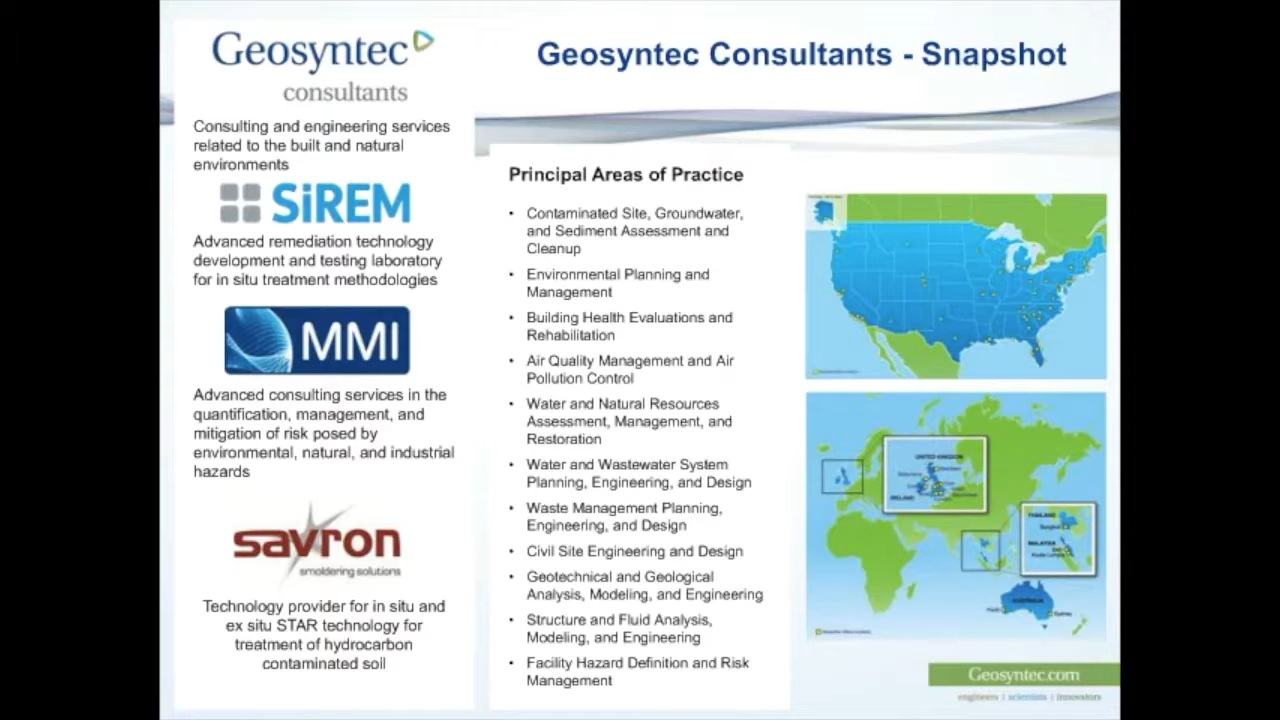 Geosyntec
consultants
Geosyntec Consultants - Snapshot
Consulting and engineering services
related to the built and natural
environments
SiREM
Advanced remediation technology
development and testing laboratory
for in situ treatment methodologies
MMI
Advanced consulting services in the
quantification, management, and
mitigation of risk posed by
environmental, natural, and industrial
hazards
savron
smoldering solutions
Technology provider for in situ and
ex situ STAR technology for
treatment of hydrocarbon
contaminated soil
Principal Areas of Practice
• Contaminated Site, Groundwater,
and Sediment Assessment and
Cleanup
• Environmental Planning and
Management
• Building Health Evaluations and
Rehabilitation
• Air Quality Management and Air
Pollution Control
• Water and Natural Resources
Assessment, Management, and
Restoration
• Water and Wastewater System
Planning, Engineering, and Design
• Waste Management Planning,
Engineering, and Design
• Civil Site Engineering and Design
• Geotechnical and Geological
Analysis, Modeling, and Engineering
• Structure and Fluid Analysis,
Modeling, and Engineering
• Facility Hazard Definition and Risk
Management
UNITED KINGDOM
IRELAND
THAILAND
Bangkok
MALAYSIA
Kuala Lumpur
AUSTRALIA
Perth
Sydney
Geosyntec.com
engineers | scientists | innovators